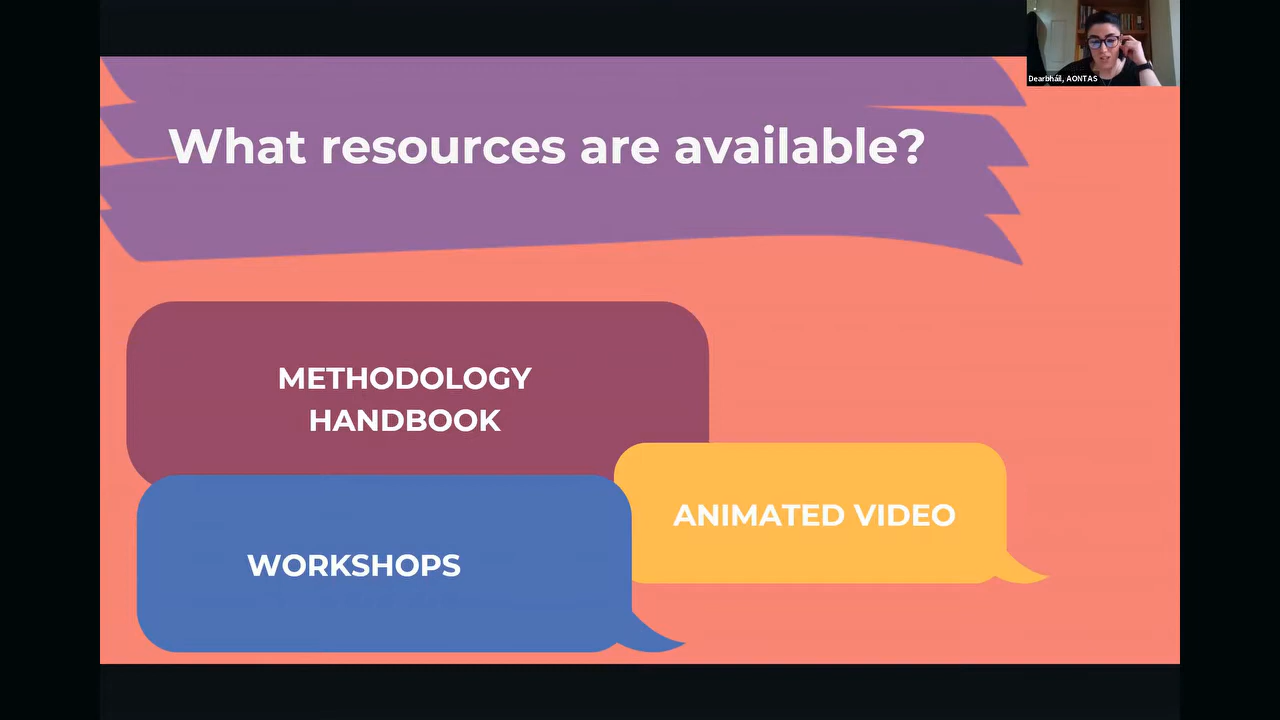 Dearbháil, AONTAS
What resources are available?
METHODOLOGY
HANDBOOK
ANIMATED VIDEO
WORKSHOPS